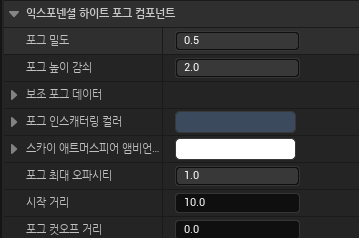 익스포넨셜 하이트 포그 컴포넌트
포그 밀도 0.5
포그 높이 감쇠 2.0
보조 포그 데이터
포그 인스캐터링 컬러
스카이 애트머스피어 앰비언...
포그 최대 오파시티 1.0
시작 거리 10.0
포그 컷오프 거리 0.0